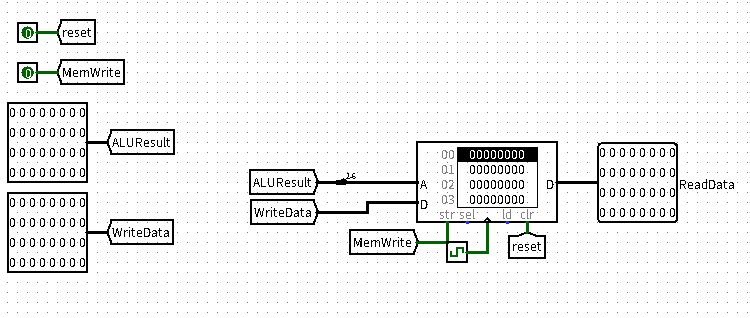 0
reset
0
MemWrite
0 0 0 0 0 0 0 0
0 0 0 0 0 0 0 0
0 0 0 0 0 0 0 0
0 0 0 0 0 0 0 0
ALUResult
0 0 0 0 0 0 0 0
0 0 0 0 0 0 0 0
0 0 0 0 0 0 0 0
0 0 0 0 0 0 0 0
WriteData
ALUResult
WriteData
MemWrite
A
D
00 00000000
01 00000000
02 00000000
03 00000000
str sel ld clr
D
reset
0 0 0 0 0 0 0 0
0 0 0 0 0 0 0 0
0 0 0 0 0 0 0 0
0 0 0 0 0 0 0 0
ReadData